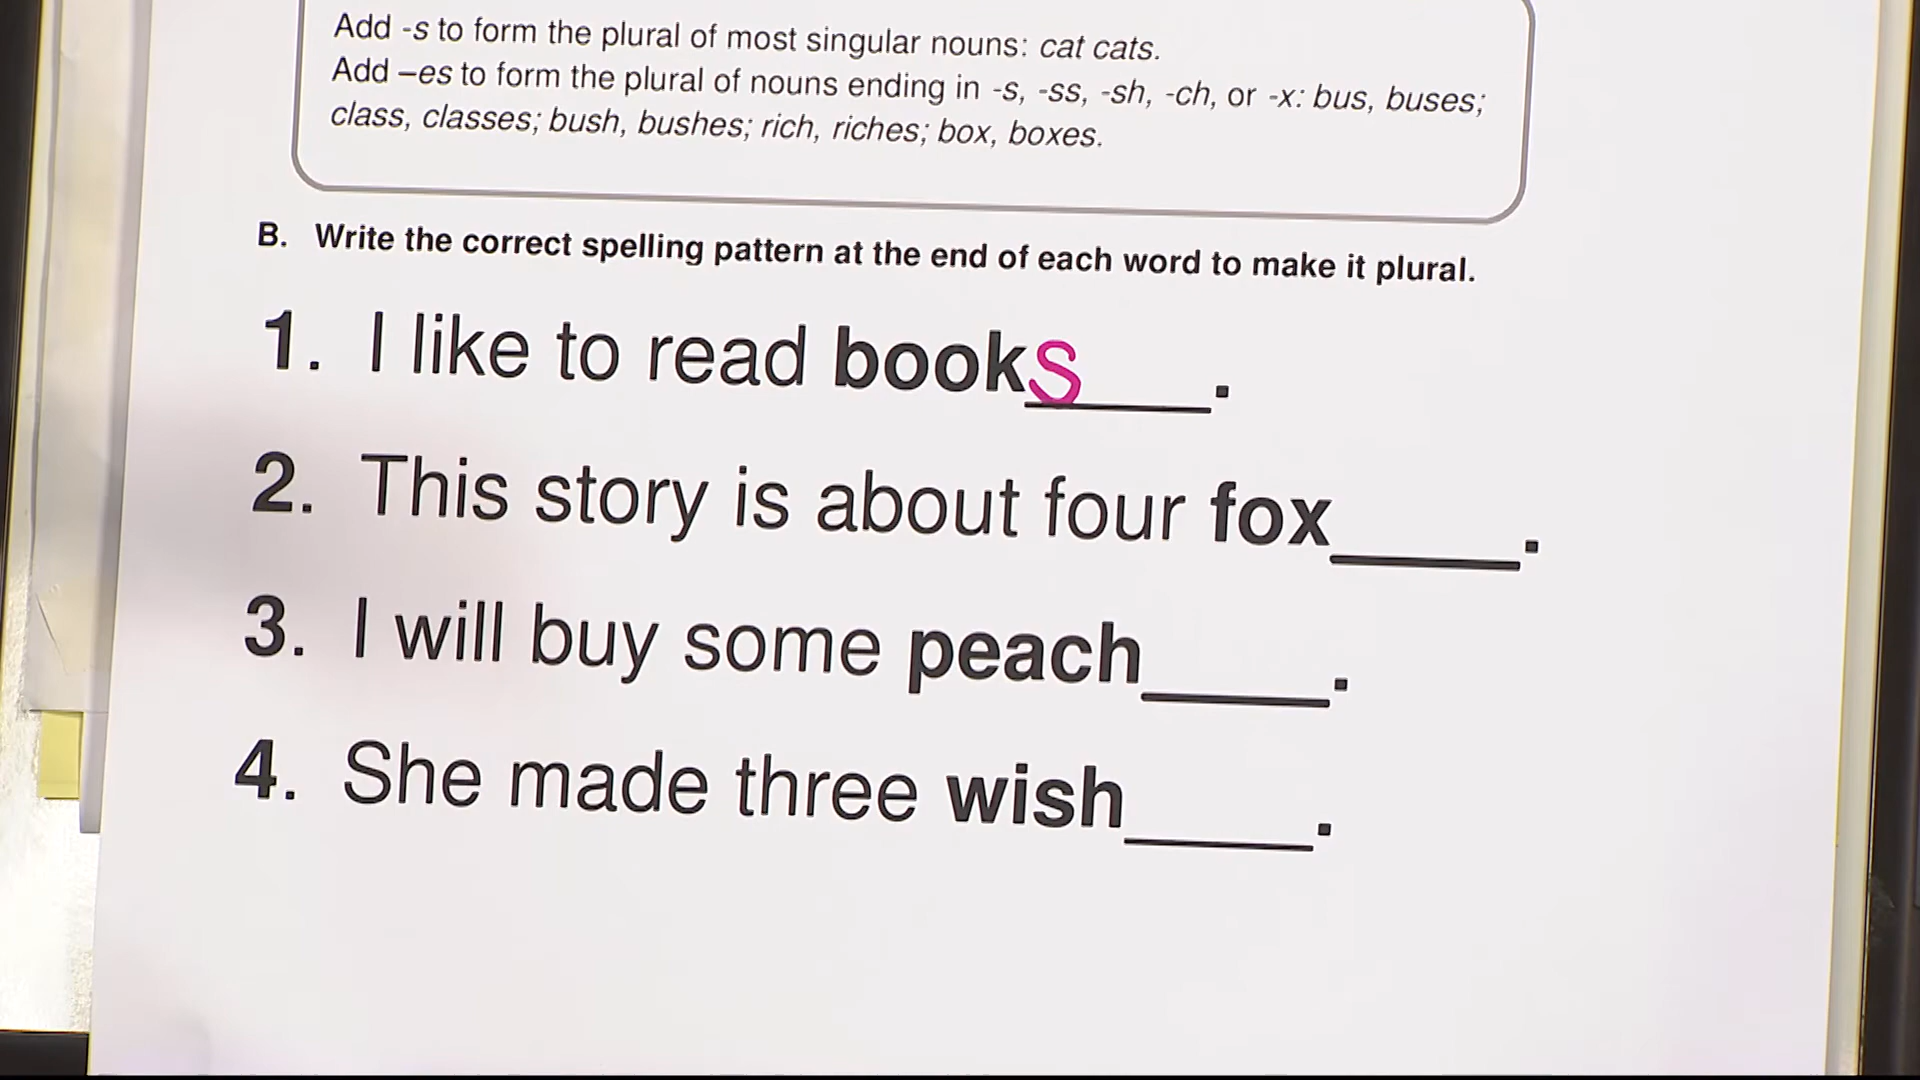 Add -s to form the plural of most singular nouns: cat cats.
Add –es to form the plural of nouns ending in -s, -ss, -sh, -ch, or -x: bus, buses;
class, classes; bush, bushes; rich, riches; box, boxes.
B. Write the correct spelling pattern at the end of each word to make it plural.
1. I like to read books____.
2. This story is about four fox____.
3. I will buy some peach____.
4. She made three wish____.